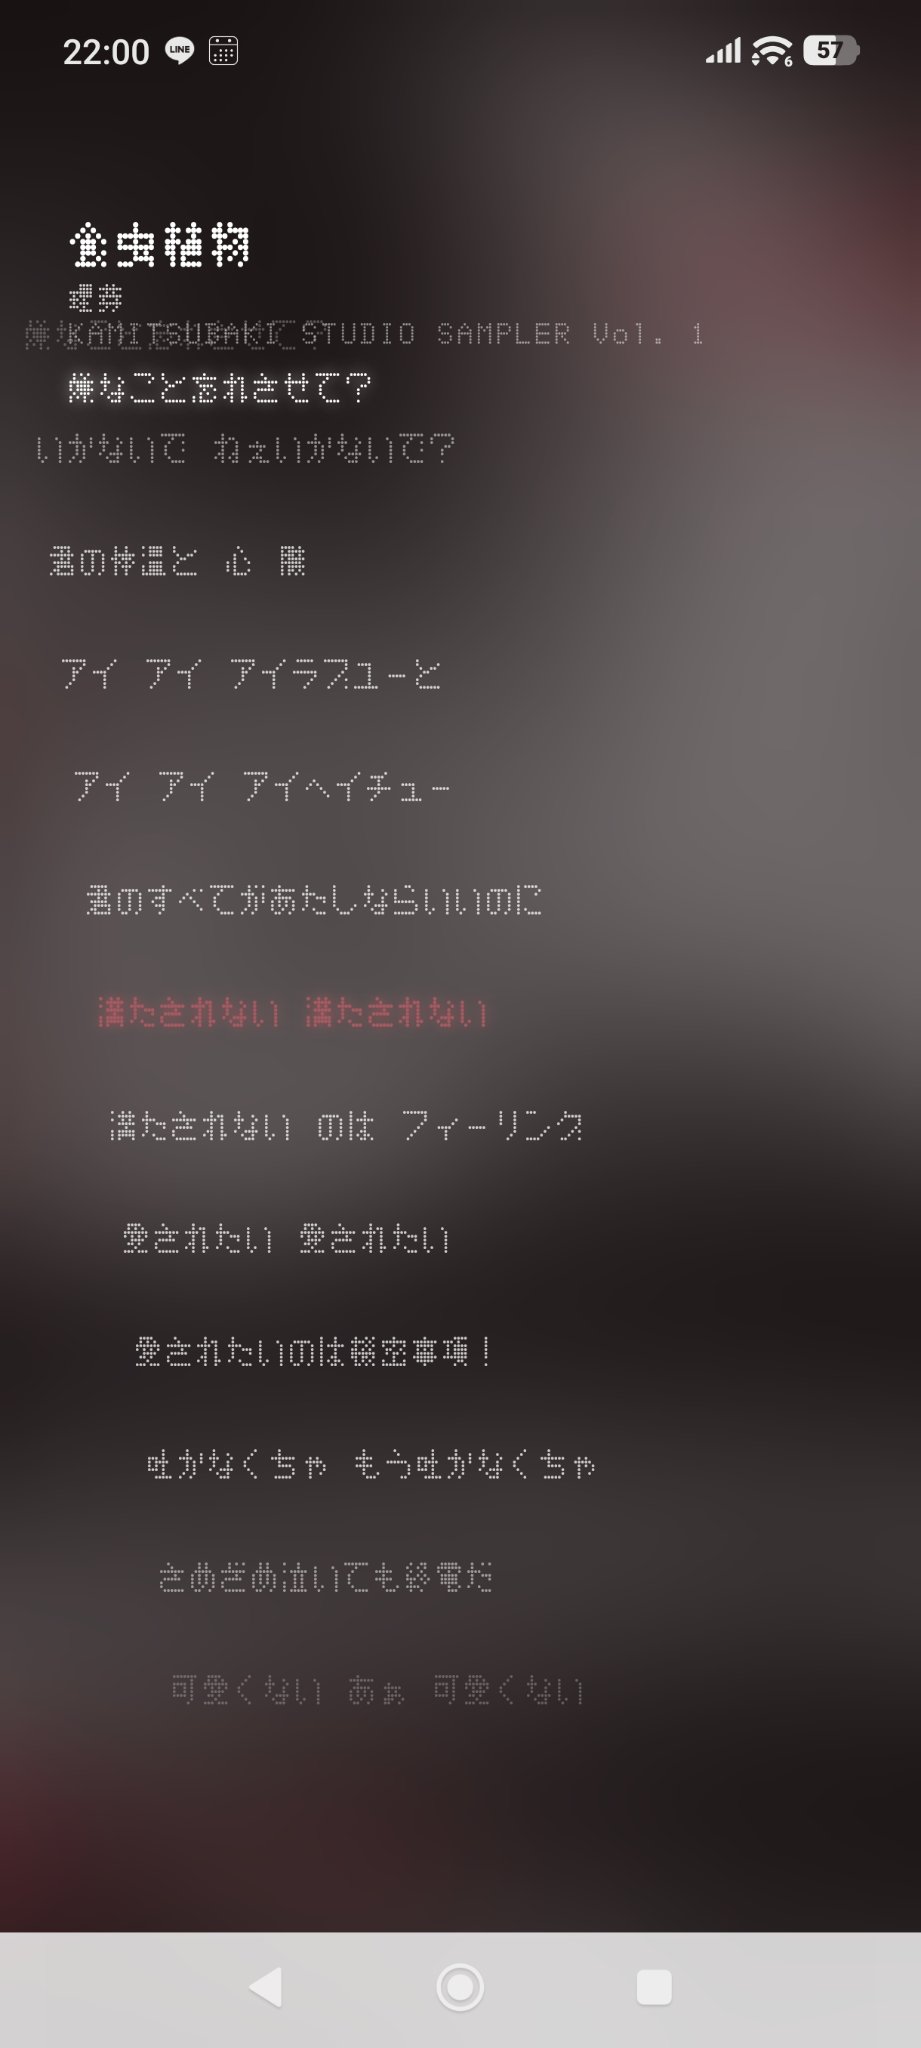 22:00 LINE 6 57
食虫植物
理芽
KAMITSUBAKI STUDIO SAMPLER Vol. 1
嫌なこと忘れさせて?
いかないで ねぇいかないで?
君の体温と 心 臓
アイ アイ アイラブユーと
アイ アイ アイヘイチュー
君のすべてがあたしならいいのに
満たされない 満たされない
満たされない のは フィーリング
愛されたい 愛されたい
愛されたいのは秘密事項!
吐かなくちゃ もう吐かなくちゃ
さめざめ泣いても終電だ
可愛くない あぁ 可愛くない